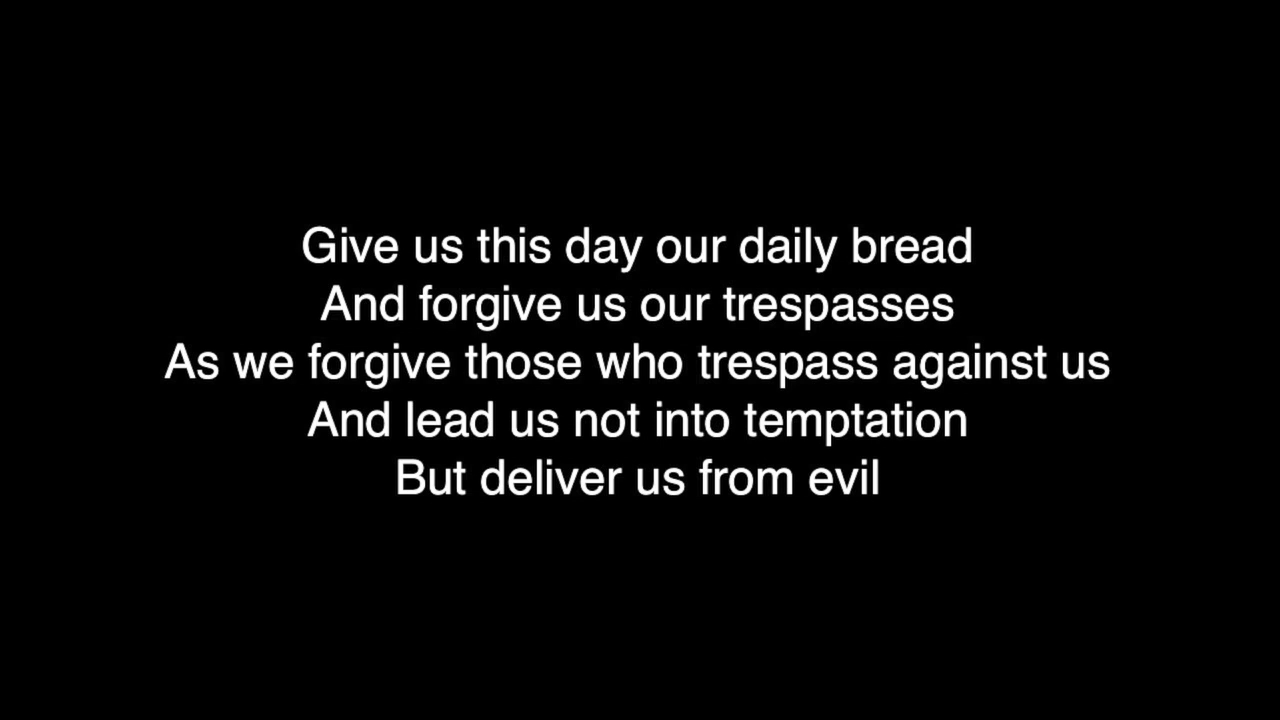 Give us this day our daily bread
And forgive us our trespasses
As we forgive those who trespass against us
And lead us not into temptation
But deliver us from evil